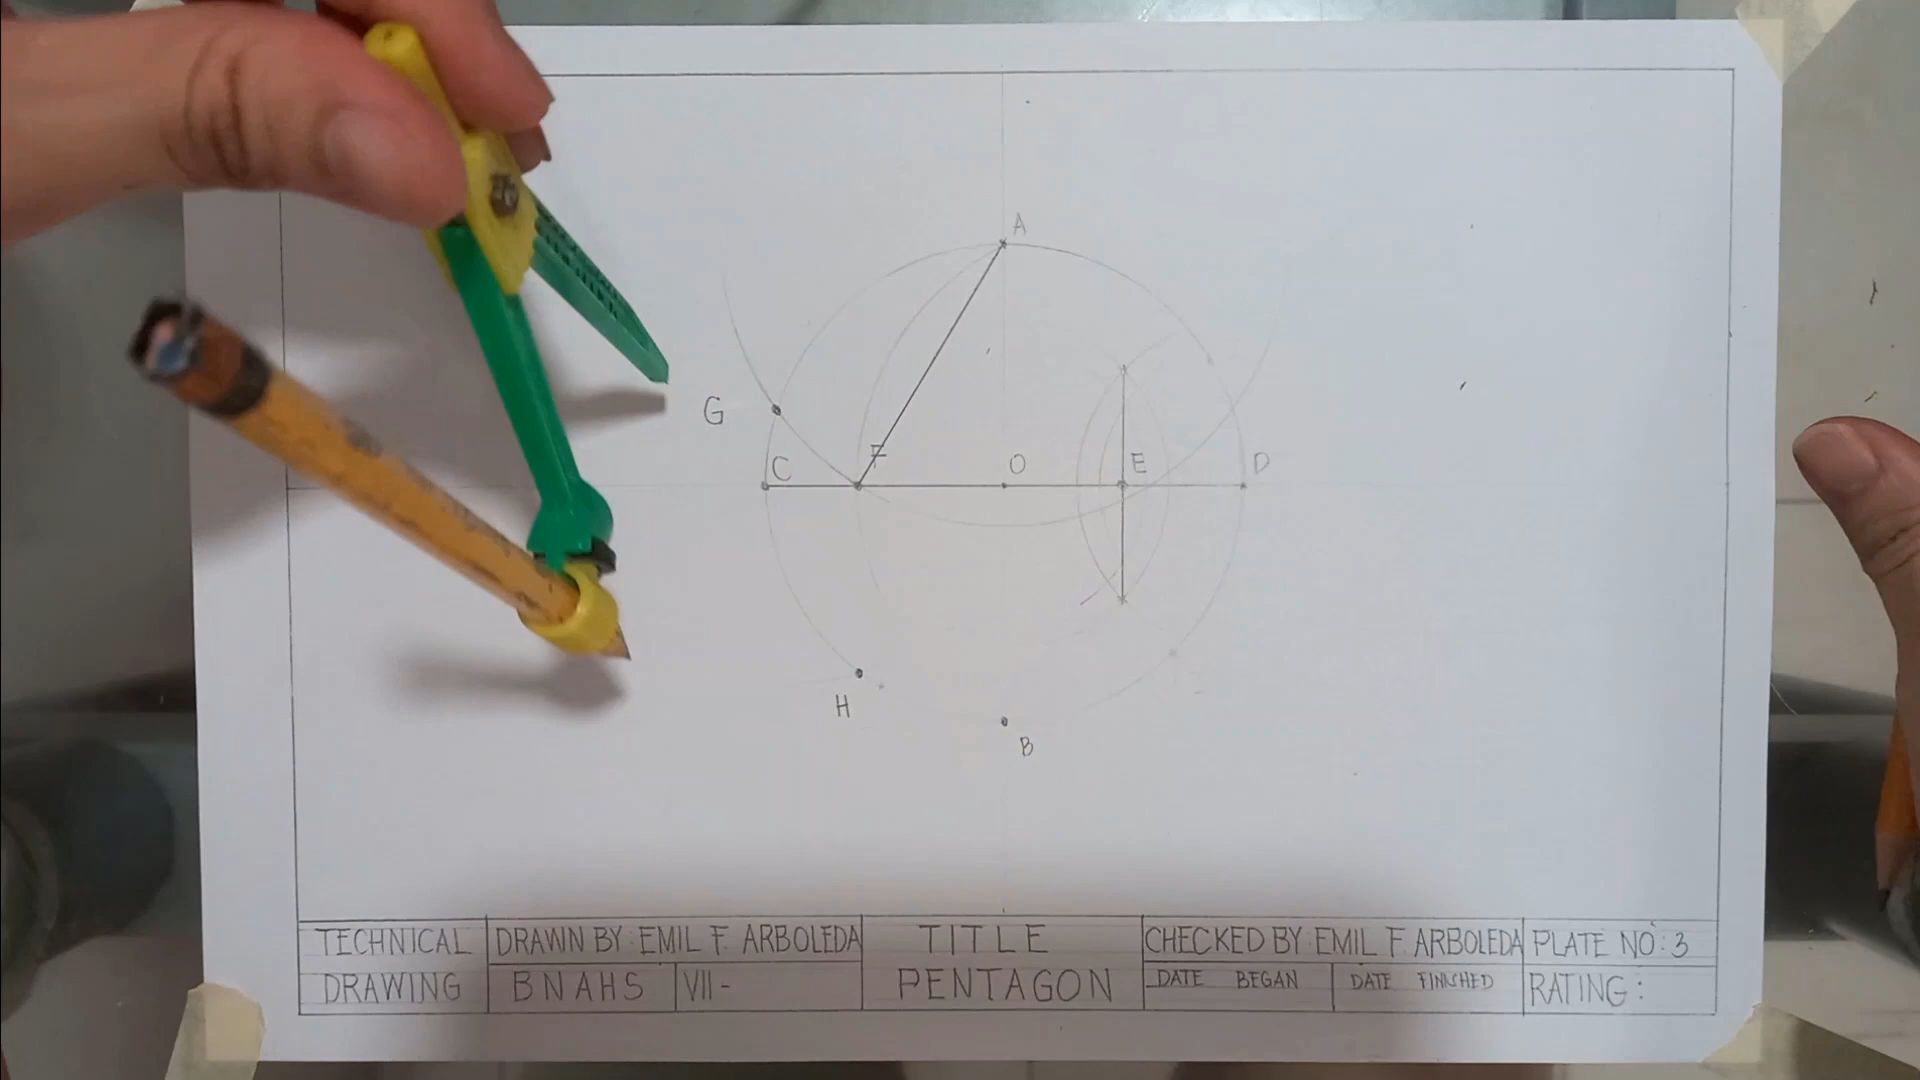 A
G
F
C
O
E
D
H
B
TECHNICAL DRAWING
DRAWN BY: EMIL F. ARBOLEDA
BNAHS VII-
TITLE
PENTAGON
CHECKED BY: EMIL F. ARBOLEDA
DATE BEGAN DATE FINISHED
PLATE NO: 3
RATING: